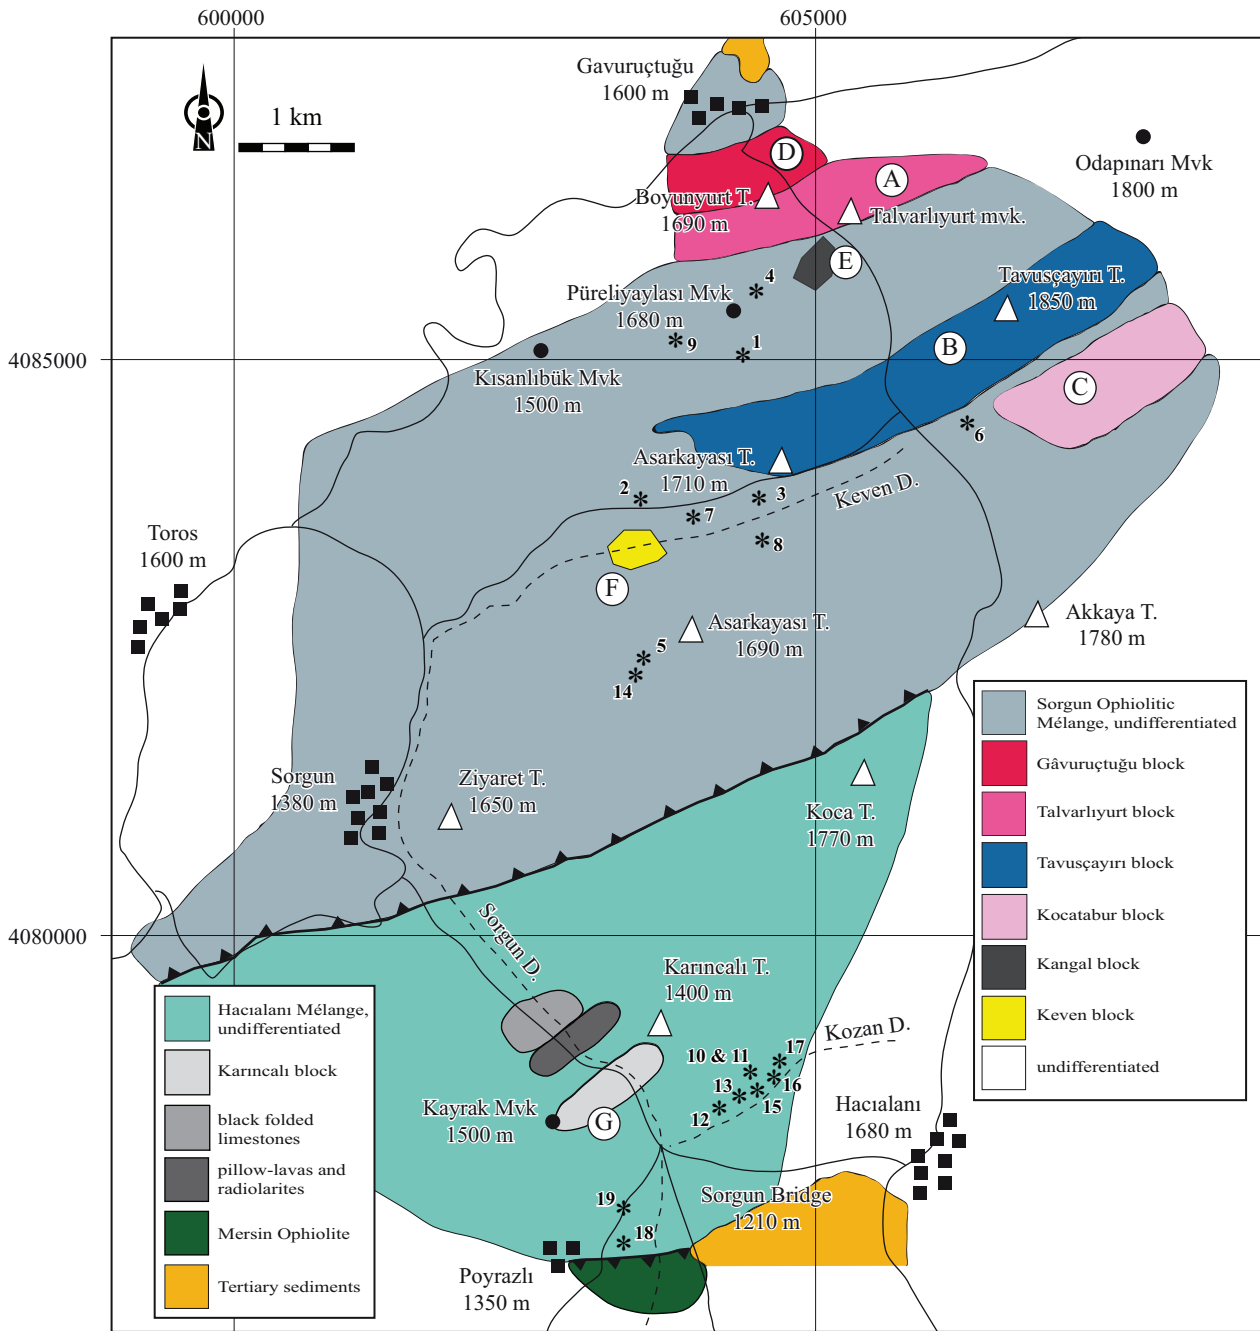 600000
605000
Gavuruçtuğu
1600 m
1 km
N
D
Odapınarı Mvk
1800 m
A
Boyunyurt T.
1690 m
Talvarlıyurt mvk.
E
4
Tavusçayırı T.
1850 m
Püreliyaylası Mvk
1680 m
9
1
B
4085000
Kısanlıbük Mvk
1500 m
C
6
Asarkayası T.
1710 m
2
3
Keven D.
7
8
Toros
1600 m
F
Asarkayası T.
1690 m
Akkaya T.
1780 m
5
14
Sorgun Ophiolitic
Mélange, undifferentiated
Gâvuruçtuğu block
Talvarlıyurt block
Tavusçayırı block
Kocatabur block
Kangal block
Keven block
undifferentiated
Sorgun
1380 m
Ziyaret T.
1650 m
Koca T.
1770 m
4080000
Sorgun D.
Karıncalı T.
1400 m
Kozan D.
10 & 11
17
13
16
12
15
Kayrak Mvk
1500 m
G
Hacıalanı
1680 m
Hacıalanı Mélange,
undifferentiated
Karıncalı block
black folded
limestones
pillow-lavas and
radiolarites
Mersin Ophiolite
Tertiary sediments
19
18
Sorgun Bridge
1210 m
Poyrazlı
1350 m